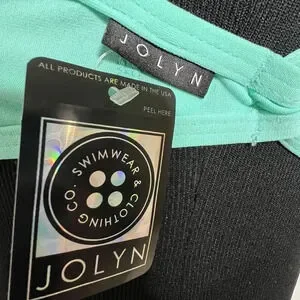 JOLYN
ALL PRODUCTS ARE MADE IN THE USA
PEEL HERE
SWIMWEAR & CLOTHING CO.
JOLYN